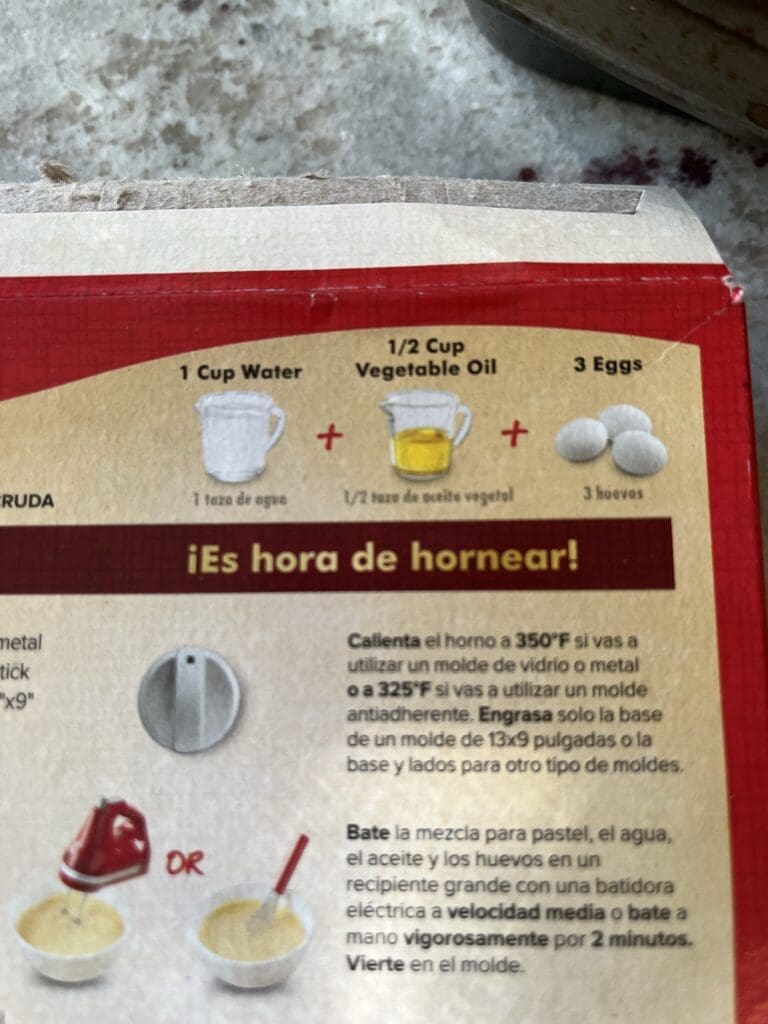 1 Cup Water
1/2 Cup
Vegetable Oil
3 Eggs
+
+
1 taza de agua
1/2 taza de aceite vegetal
3 huevos
CRUDA
¡Es hora de hornear!
metal
tick
"x9"
Calienta el horno a 350°F si vas a
utilizar un molde de vidrio o metal
o a 325°F si vas a utilizar un molde
antiadherente. Engrasa solo la base
de un molde de 13x9 pulgadas o la
base y lados para otro tipo de moldes.
OR
Bate la mezcla para pastel, el agua,
el aceite y los huevos en un
recipiente grande con una batidora
eléctrica a velocidad media o bate a
mano vigorosamente por 2 minutos.
Vierte en el molde.